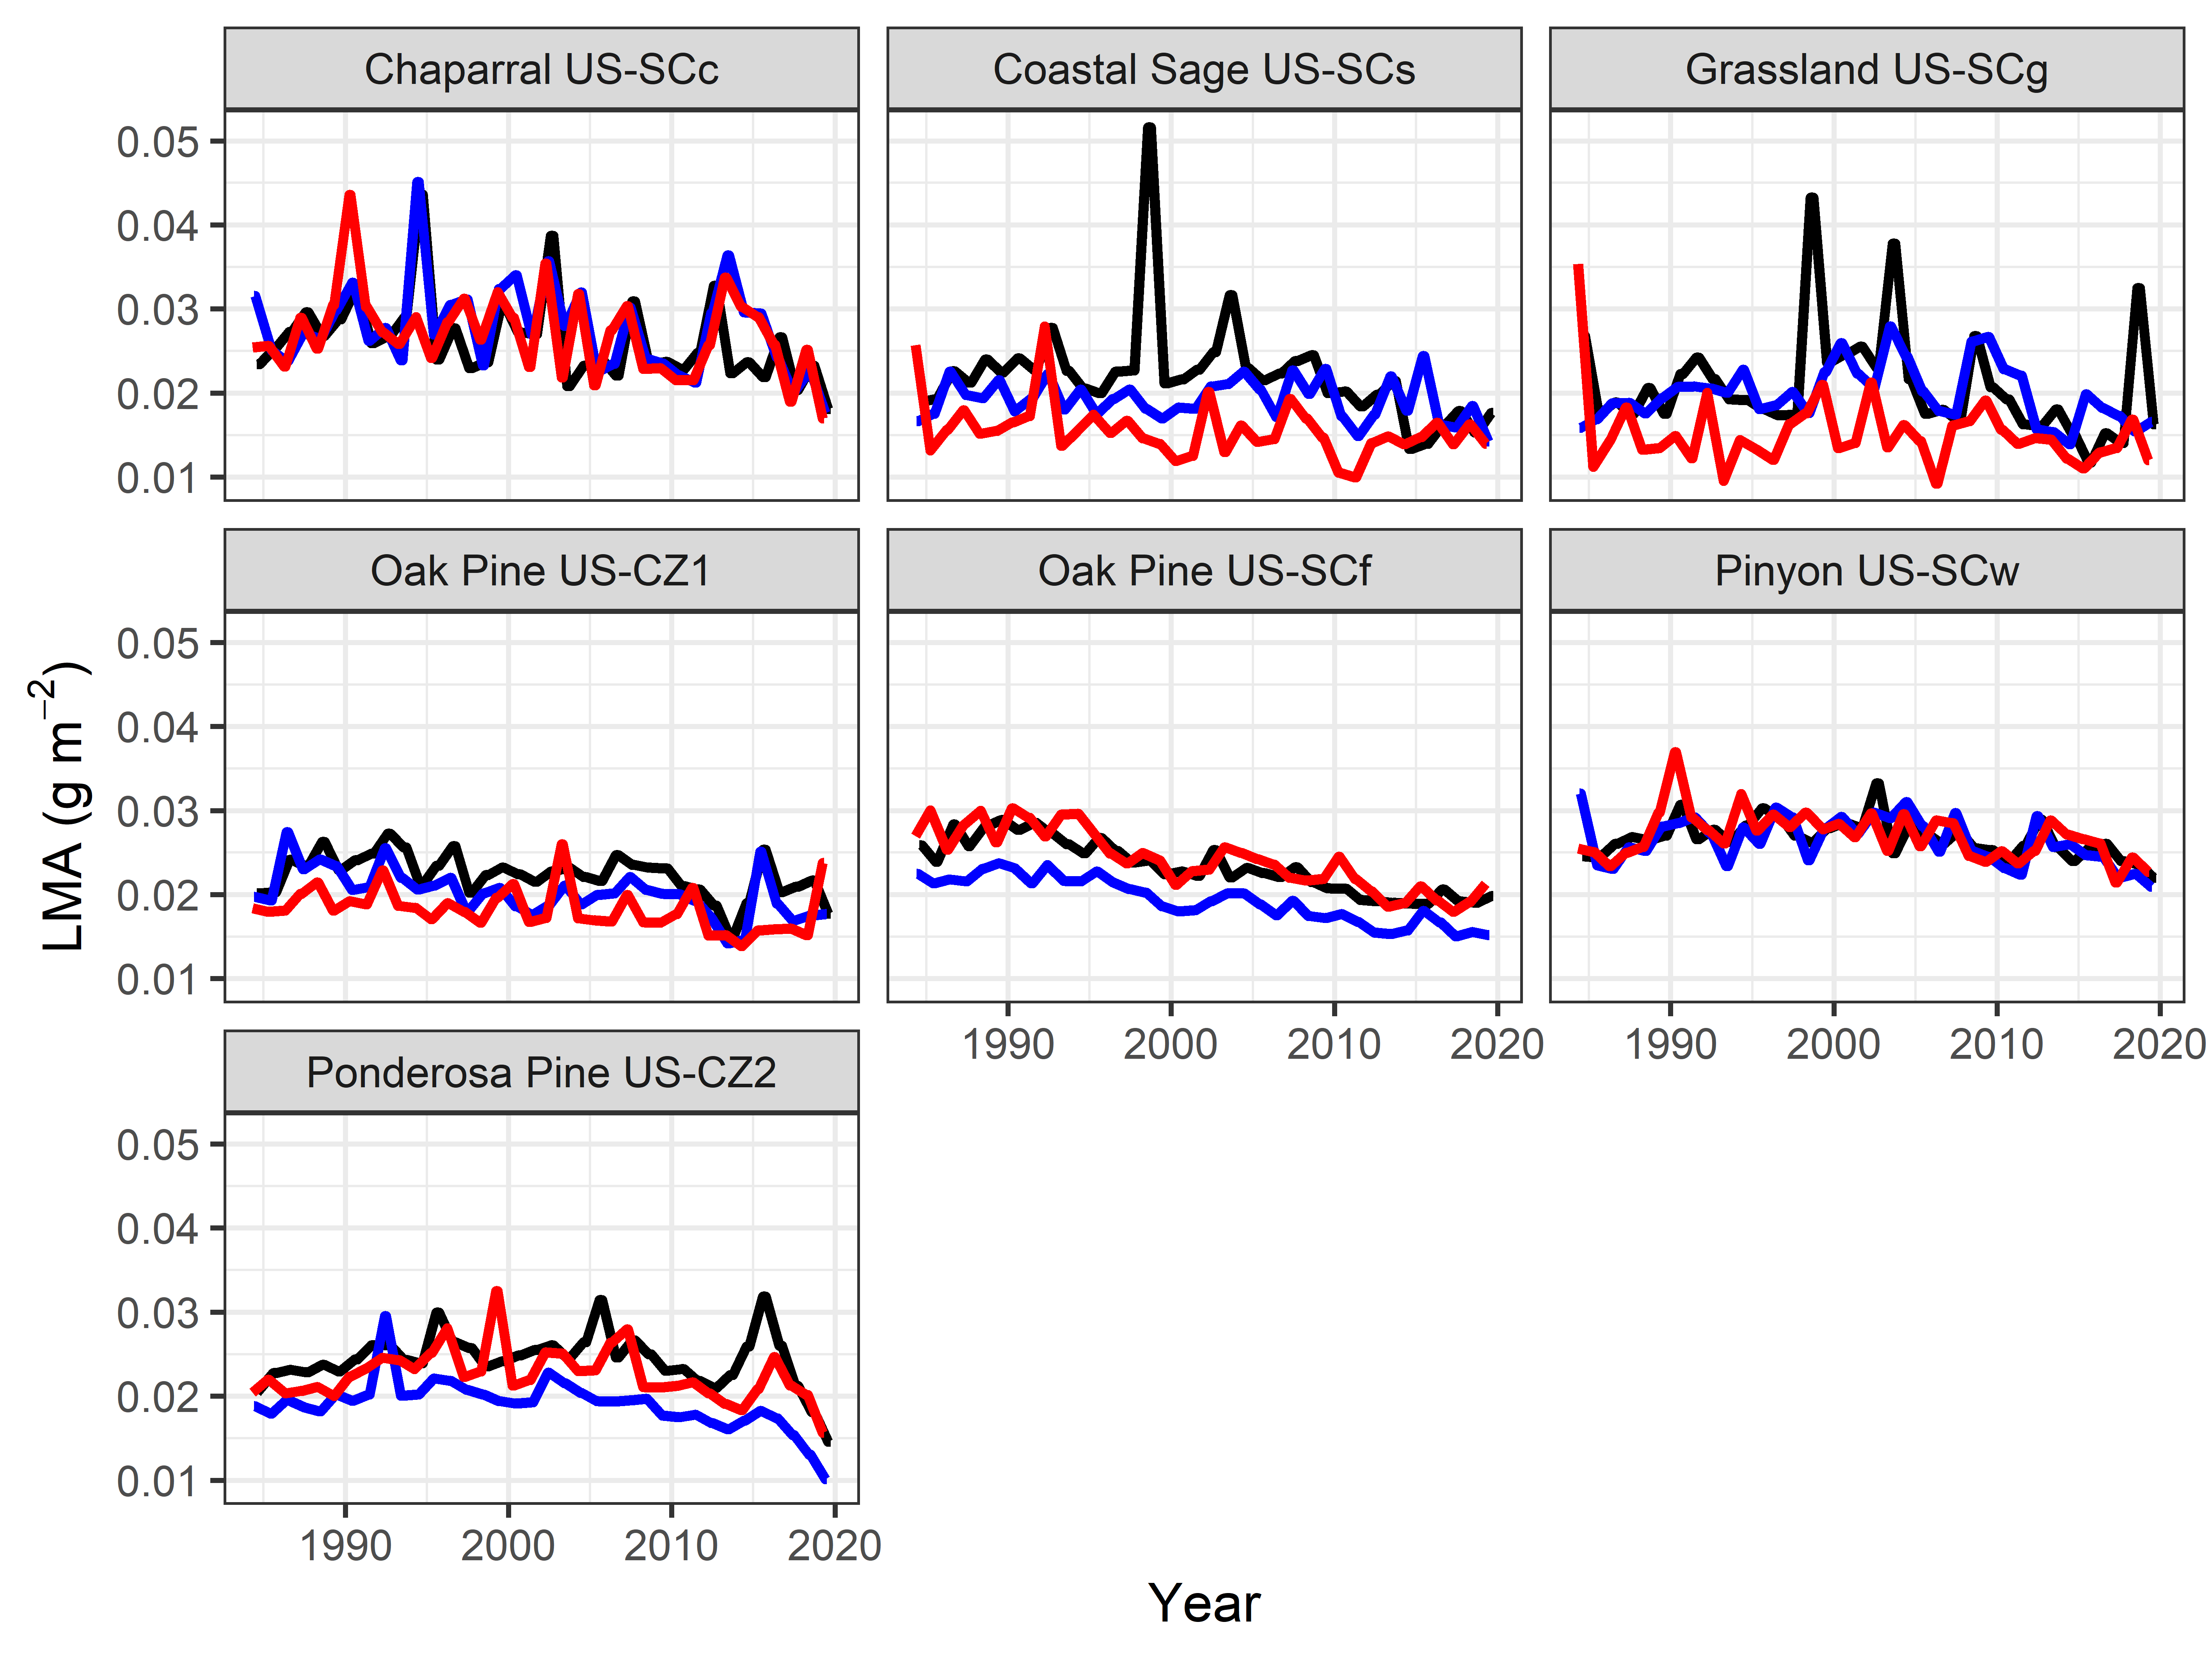 Chaparral US-SCc
Coastal Sage US-SCs
Grassland US-SCg
0.05
0.04
0.03
0.02
0.01
Oak Pine US-CZ1
Oak Pine US-SCf
Pinyon US-SCw
0.05
0.04
0.03
0.02
0.01
LMA (g m⁻²)
1990 2000 2010 2020
1990 2000 2010 2020
Ponderosa Pine US-CZ2
0.05
0.04
0.03
0.02
0.01
1990 2000 2010 2020
Year